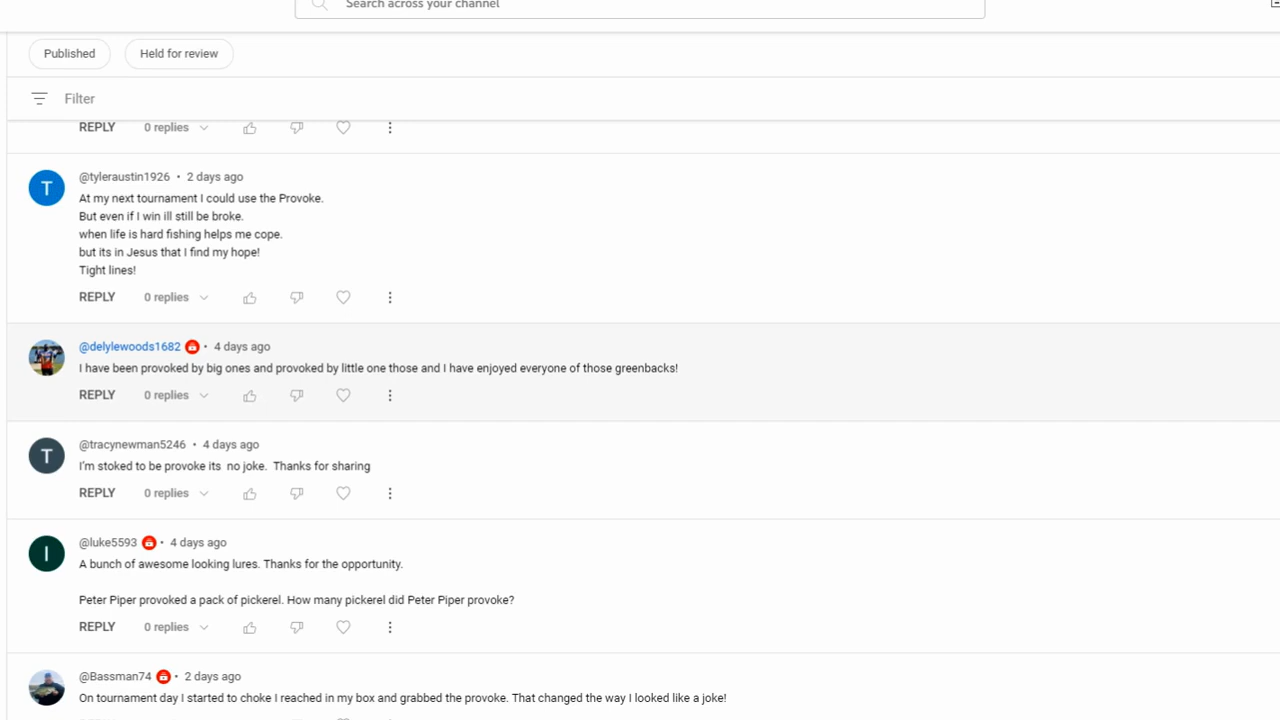 Search across your channel
Published
Held for review
Filter
REPLY 0 replies
T @tyleraustin1926 • 2 days ago
At my next tournament I could use the Provoke.
But even if I win ill still be broke.
when life is hard fishing helps me cope.
but its in Jesus that I find my hope!
Tight lines!
REPLY 0 replies
@delylewoods1682 • 4 days ago
I have been provoked by big ones and provoked by little one those and I have enjoyed everyone of those greenbacks!
REPLY 0 replies
T @tracynewman5246 • 4 days ago
I'm stoked to be provoke its  no joke.  Thanks for sharing
REPLY 0 replies
I @luke5593 • 4 days ago
A bunch of awesome looking lures. Thanks for the opportunity.
Peter Piper provoked a pack of pickerel. How many pickerel did Peter Piper provoke?
REPLY 0 replies
@Bassman74 • 2 days ago
On tournament day I started to choke I reached in my box and grabbed the provoke. That changed the way I looked like a joke!